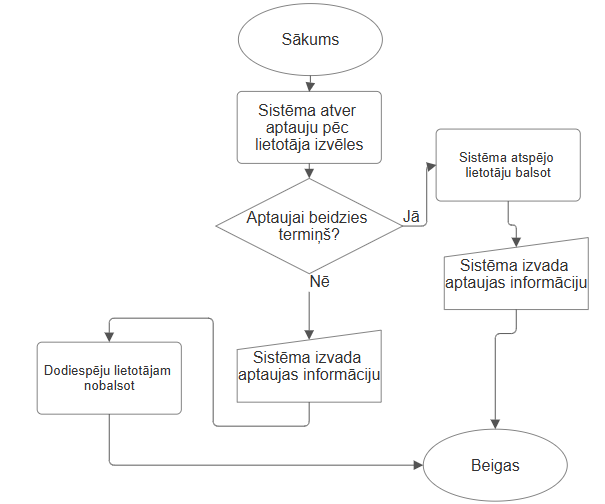 Sākums
Sistēma atver
aptauju pēc
lietotāja izvēles
Aptaujai beidzies
termiņš?
Jā
Sistēma atspējo
lietotāju balsot
Sistēma izvada
aptaujas informāciju
Nē
Sistēma izvada
aptaujas informāciju
Dodiespēju lietotājam
nobalsot
Beigas